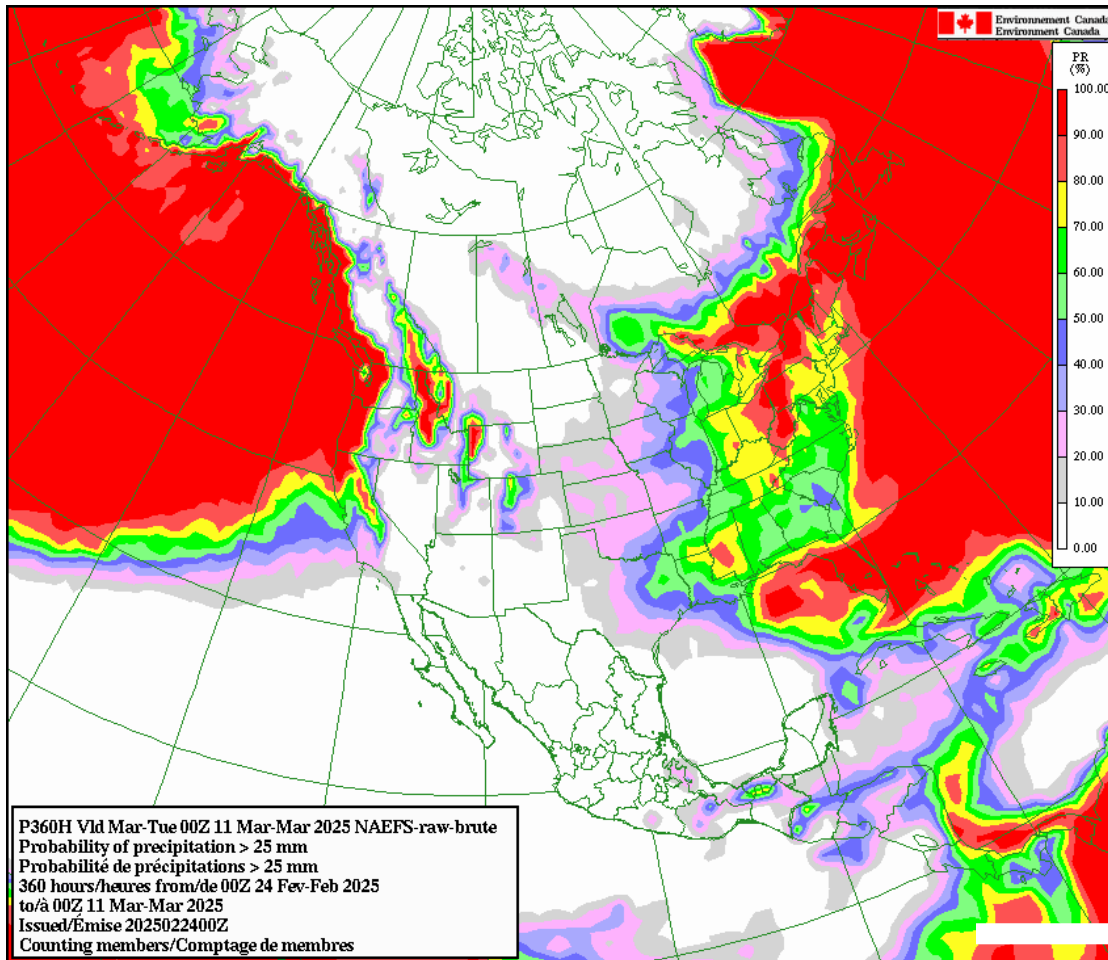 Environnement Canada
Environment Canada
PR
(%)
100.00
90.00
80.00
70.00
60.00
50.00
40.00
30.00
20.00
10.00
0.00
P360H Vld Mar-Tue 00Z 11 Mar-Mar 2025 NAEFS-raw-brute
Probability of precipitation > 25 mm
Probabilité de précipitations > 25 mm
360 hours/heures from/de 00Z 24 Fev-Feb 2025
to/à 00Z 11 Mar-Mar 2025
Issued/Émise 2025022400Z
Counting members/Comptage de membres